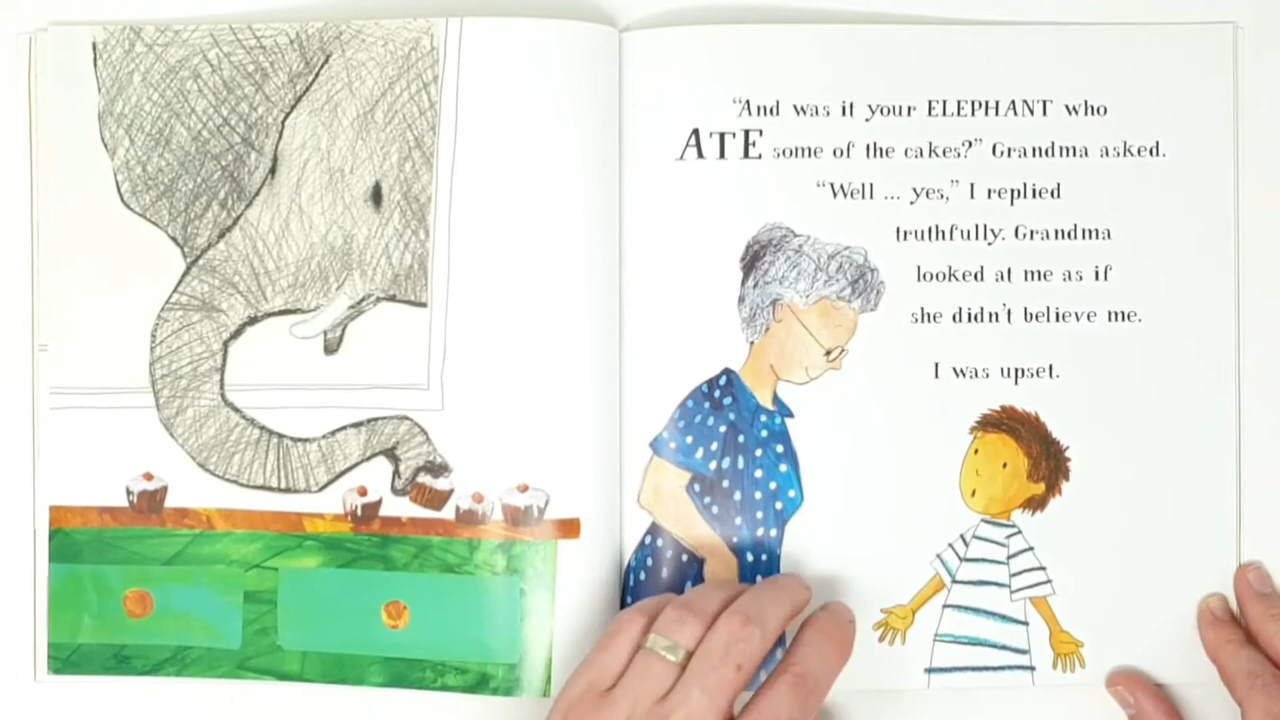 “And was it your ELEPHANT who
ATE some of the cakes?” Grandma asked.
“Well ... yes,” I replied
truthfully. Grandma
looked at me as if
she didn’t believe me.
I was upset.